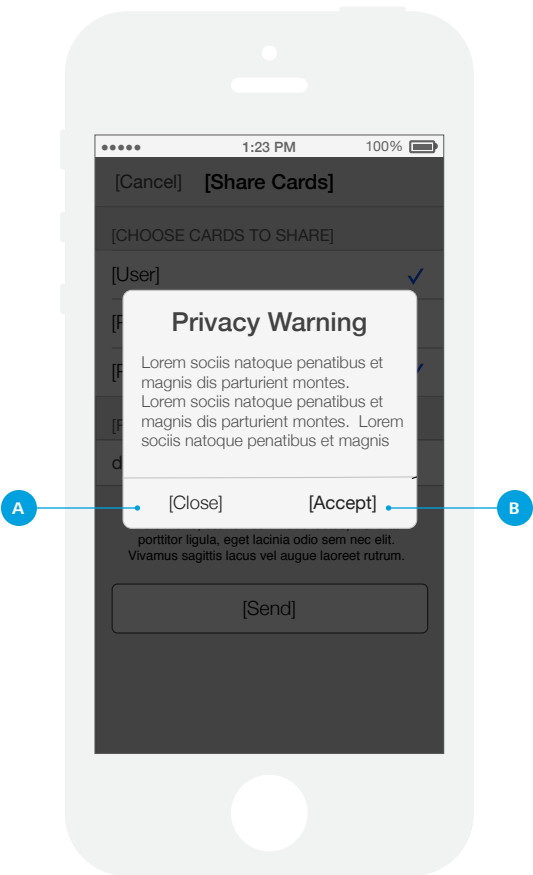 1:23 PM 100%
[Cancel] [Share Cards]
[CHOOSE CARDS TO SHARE]
[User]
Privacy Warning
Lorem sociis natoque penatibus et
magnis dis parturient montes.
Lorem sociis natoque penatibus et
magnis dis parturient montes.  Lorem
sociis natoque penatibus et magnis
A [Close] [Accept] B
porttitor ligula, eget lacinia odio sem nec elit.
Vivamus sagittis lacus vel augue laoreet rutrum.
[Send]